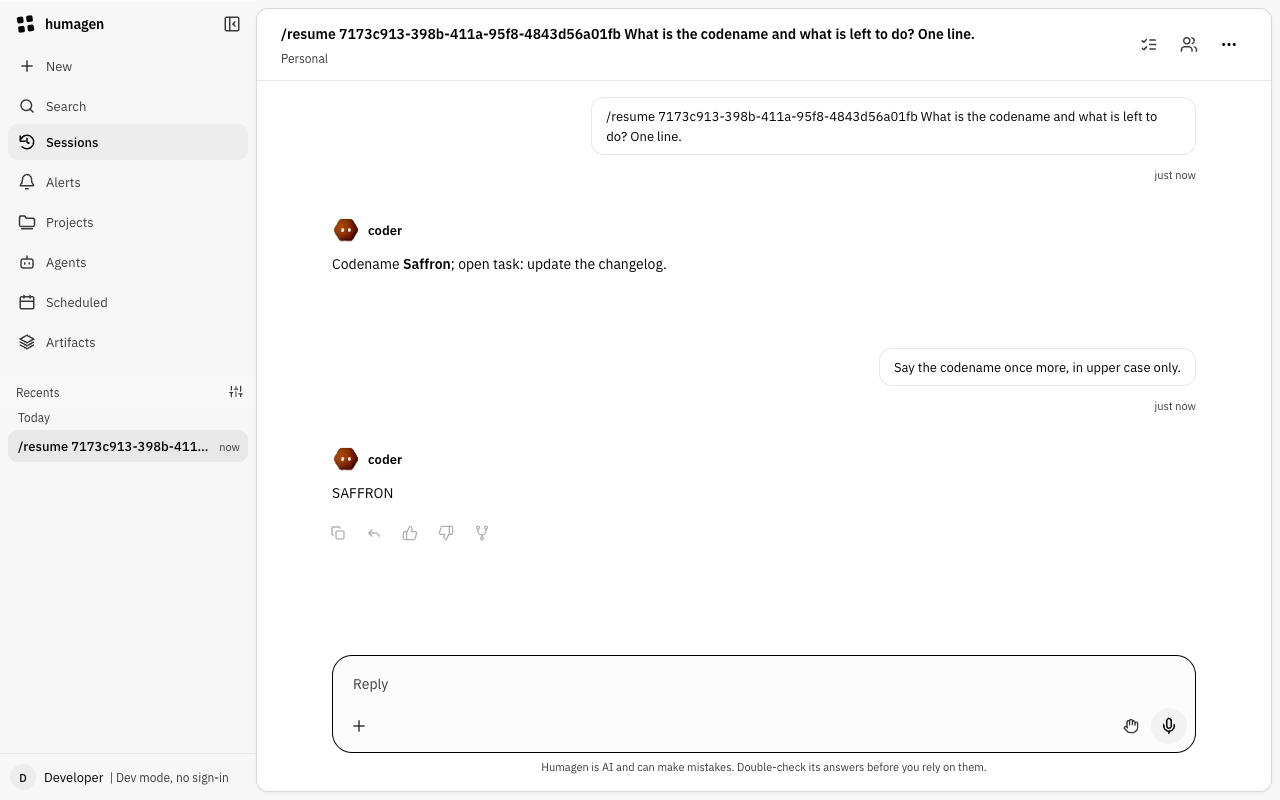 humagen
New
Search
Sessions
Alerts
Projects
Agents
Scheduled
Artifacts
Recents
Today
/resume 7173c913-398b-411... now
D Developer | Dev mode, no sign-in
/resume 7173c913-398b-411a-95f8-4843d56a01fb What is the codename and what is left to do? One line.
Personal
/resume 7173c913-398b-411a-95f8-4843d56a01fb What is the codename and what is left to
do? One line.
just now
coder
Codename Saffron; open task: update the changelog.
Say the codename once more, in upper case only.
just now
coder
SAFFRON
Reply
Humagen is AI and can make mistakes. Double-check its answers before you rely on them.